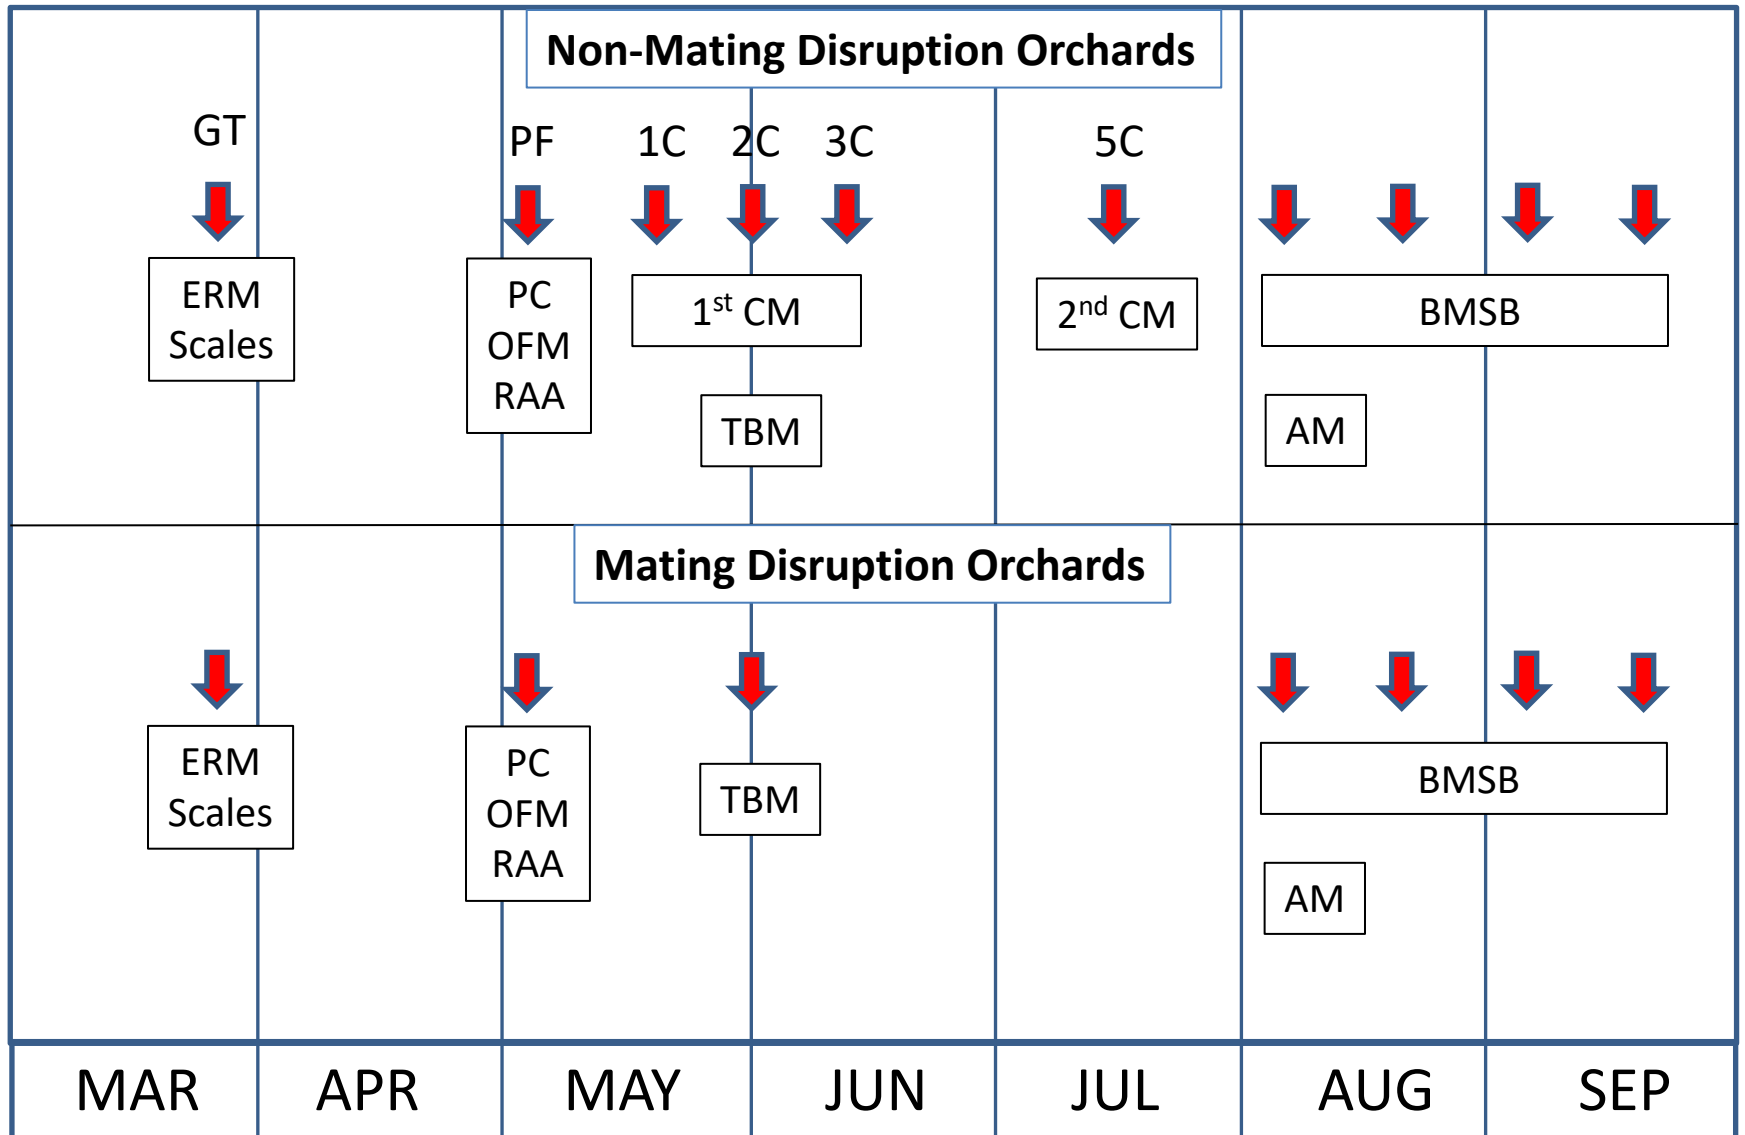 Non-Mating Disruption Orchards
GT
PF
1C
2C
3C
5C
ERM
Scales
PC
OFM
RAA
1st CM
2nd CM
BMSB
TBM
AM
Mating Disruption Orchards
ERM
Scales
PC
OFM
RAA
TBM
BMSB
AM
MAR
APR
MAY
JUN
JUL
AUG
SEP